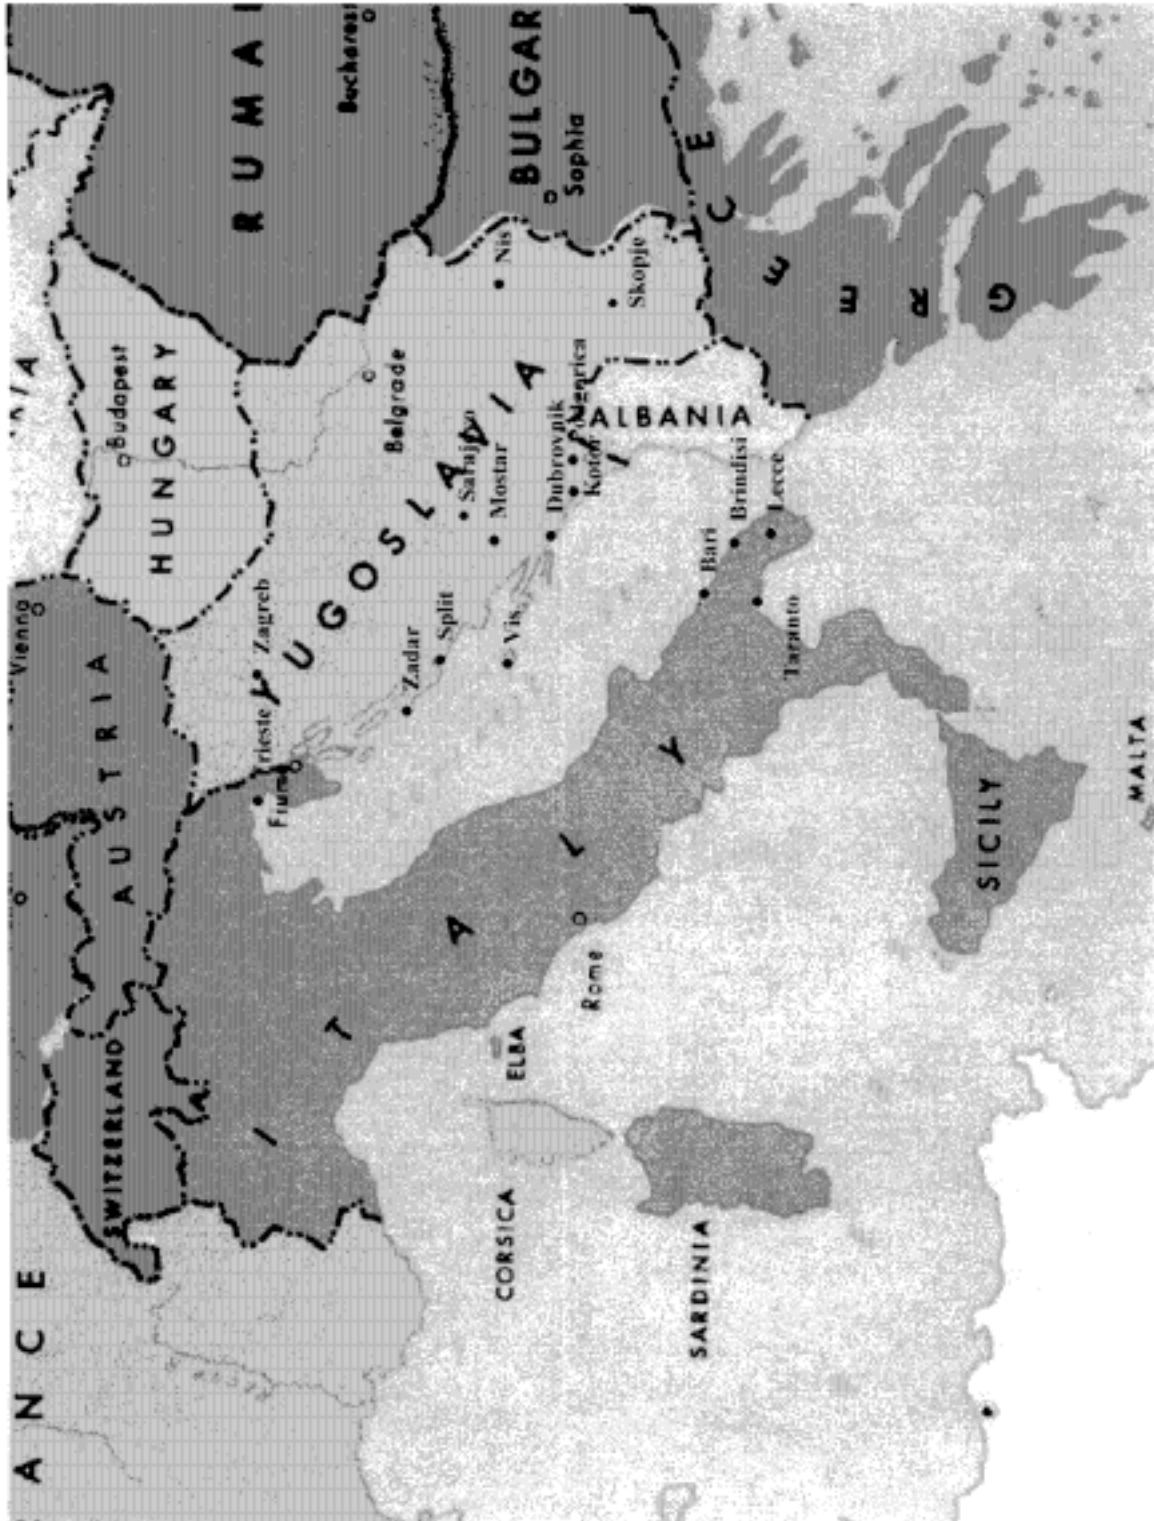 ANCE
SWITZERLAND
AUSTRIA
Vienna
HUNGARY
Budapest
RUMA
Bucharest
BULGAR
Sophia
YUGOSLAVIA
Belgrade
Trieste
Zagreb
Fiume
Zadar
Split
Vis
Sarajevo
Mostar
Dubrovnik
Kotor
Nis
Skopje
ALBANIA
GREECE
ITALY
Rome
Bari
Brindisi
Lecce
Taranto
ELBA
CORSICA
SARDINIA
SICILY
MALTA